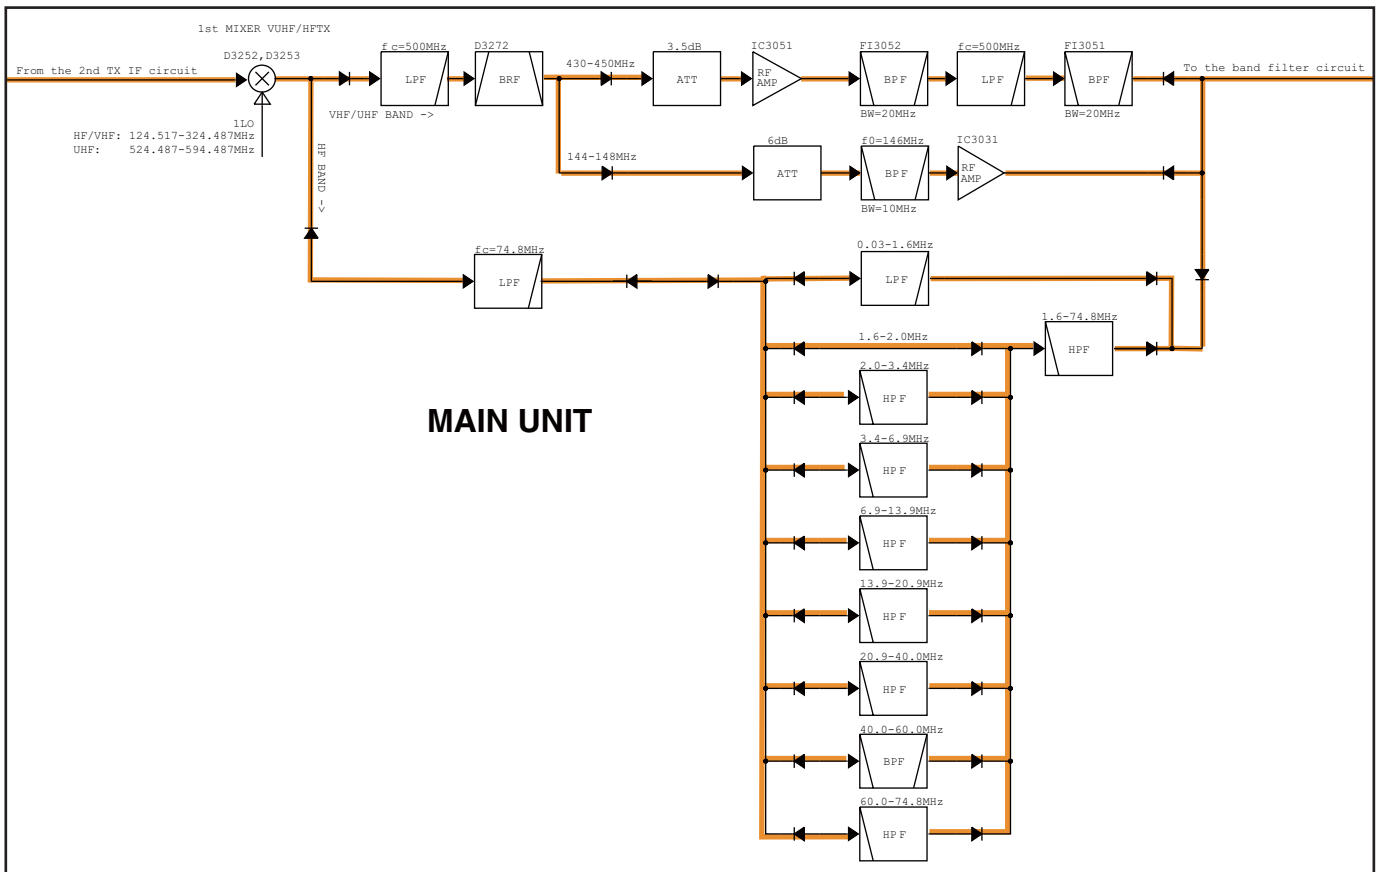 1st MIXER VUHF/HFTX
D3252,D3253
From the 2nd TX IF circuit
1LO
HF/VHF: 124.517-324.487MHz
UHF: 524.487-594.487MHz
fc=500MHz
LPF
VHF/UHF BAND ->
D3272
BRF
430-450MHz
3.5dB
ATT
IC3051
RF
AMP
FI3052
BPF
BW=20MHz
fc=500MHz
LPF
FI3051
BPF
BW=20MHz
To the band filter circuit
HF BAND ->
144-148MHz
6dB
ATT
f0=146MHz
BPF
BW=10MHz
IC3031
RF
AMP
fc=74.8MHz
LPF
0.03-1.6MHz
LPF
1.6-74.8MHz
HPF
1.6-2.0MHz
2.0-3.4MHz
HPF
MAIN UNIT
3.4-6.9MHz
HPF
6.9-13.9MHz
HPF
13.9-20.9MHz
HPF
20.9-40.0MHz
HPF
40.0-60.0MHz
BPF
60.0-74.8MHz
HPF